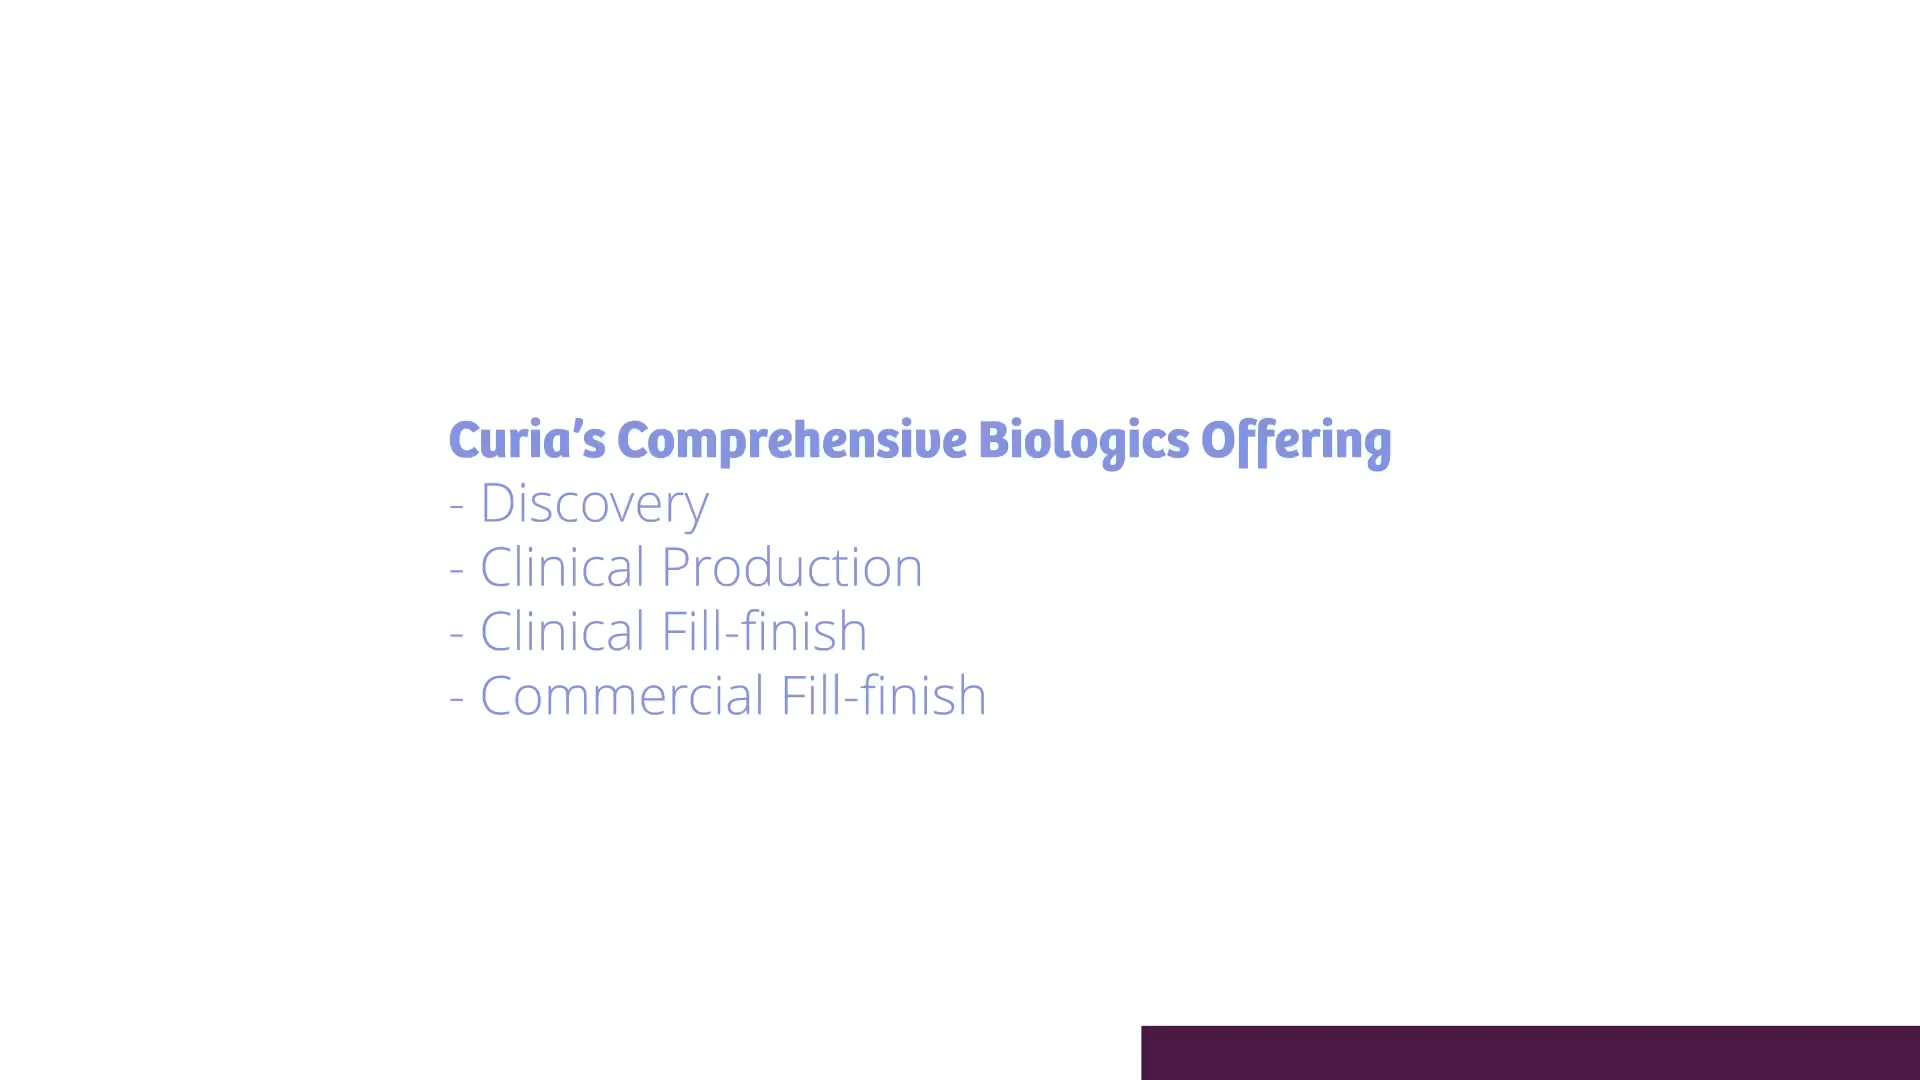 Curia’s Comprehensive Biologics Offering
- Discovery
- Clinical Production
- Clinical Fill-finish
- Commercial Fill-finish